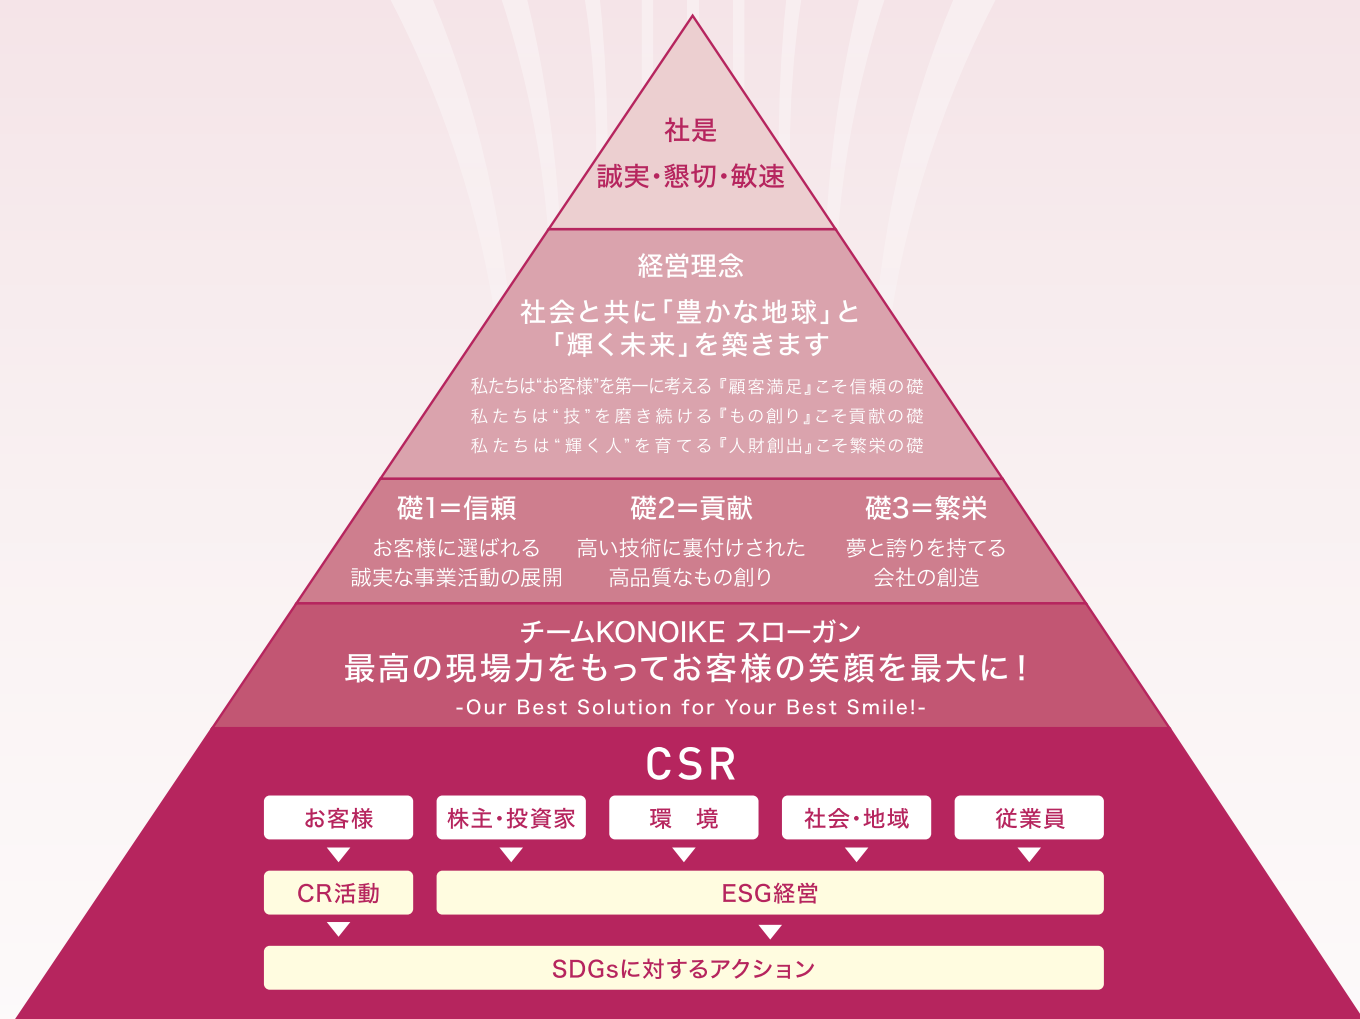 社是
誠実・懇切・敏速
経営理念
社会と共に「豊かな地球」と
「輝く未来」を築きます
私たちは“お客様”を第一に考える『顧客満足』こそ信頼の礎
私たちは“技”を磨き続ける『もの創り』こそ貢献の礎
私たちは“輝く人”を育てる『人財創出』こそ繁栄の礎
礎1＝信頼
お客様に選ばれる
誠実な事業活動の展開
礎2＝貢献
高い技術に裏付けされた
高品質なもの創り
礎3＝繁栄
夢と誇りを持てる
会社の創造
チームKONOIKE スローガン
最高の現場力をもってお客様の笑顔を最大に！
-Our Best Solution for Your Best Smile!-
CSR
お客様
株主・投資家
環　境
社会・地域
従業員
CR活動
ESG経営
SDGsに対するアクション